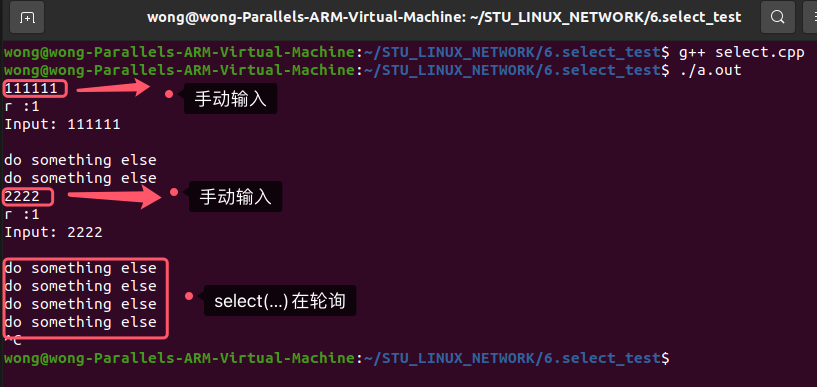 wong@wong-Parallels-ARM-Virtual-Machine: ~/STU_LINUX_NETWORK/6.select_test
wong@wong-Parallels-ARM-Virtual-Machine:~/STU_LINUX_NETWORK/6.select_test$ g++ select.cpp
wong@wong-Parallels-ARM-Virtual-Machine:~/STU_LINUX_NETWORK/6.select_test$ ./a.out
111111
手动输入
r :1
Input: 111111
do something else
do something else
2222
手动输入
r :1
Input: 2222
do something else
do something else
do something else
select(...)在轮询
do something else
^C
wong@wong-Parallels-ARM-Virtual-Machine:~/STU_LINUX_NETWORK/6.select_test$